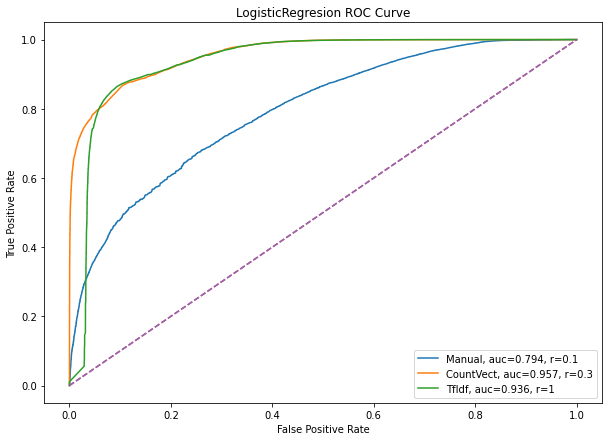 LogisticRegresion ROC Curve
True Positive Rate
1.0
0.8
0.6
0.4
0.2
0.0
0.0 0.2 0.4 0.6 0.8 1.0
False Positive Rate
Manual, auc=0.794, r=0.1
CountVect, auc=0.957, r=0.3
TfIdf, auc=0.936, r=1